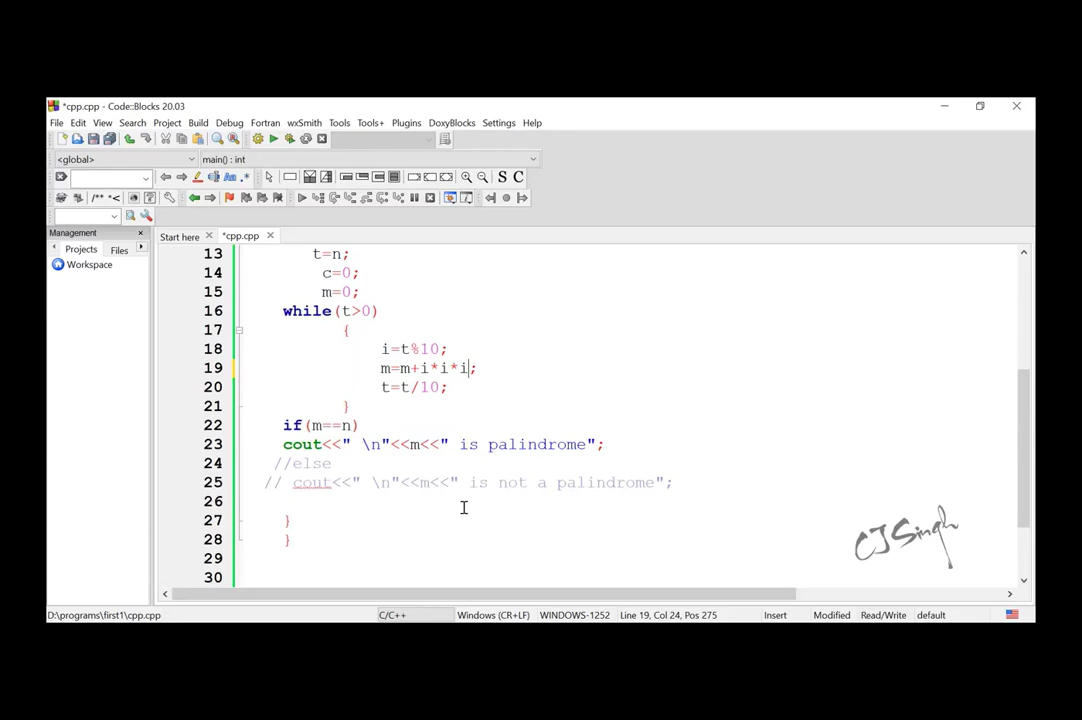 *cpp.cpp - Code::Blocks 20.03
File Edit View Search Project Build Debug Fortran wxSmith Tools Tools+ Plugins DoxyBlocks Settings Help
<global> main() : int
S C
/** *<
Management
Start here *cpp.cpp
Projects Files
Workspace
13 t=n;
14 c=0;
15 m=0;
16 while(t>0)
17 {
18 i=t%10;
19 m=m+i*i*i;
20 t=t/10;
21 }
22 if(m==n)
23 cout<<" \n"<<m<<" is palindrome";
24 //else
25 // cout<<" \n"<<m<<" is not a palindrome";
26
27 }
28 }
29
30
CJSingh
D:\programs\first1\cpp.cpp C/C++ Windows (CR+LF) WINDOWS-1252 Line 19, Col 24, Pos 275 Insert Modified Read/Write default